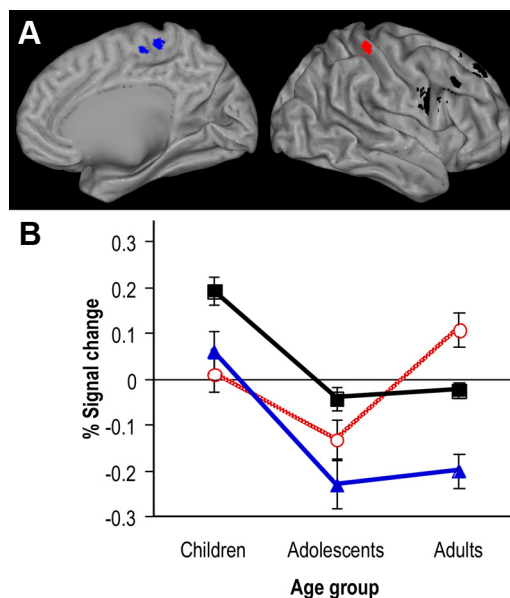 A
B
% Signal change
0.3
0.2
0.1
0
-0.1
-0.2
-0.3
Children Adolescents Adults
Age group